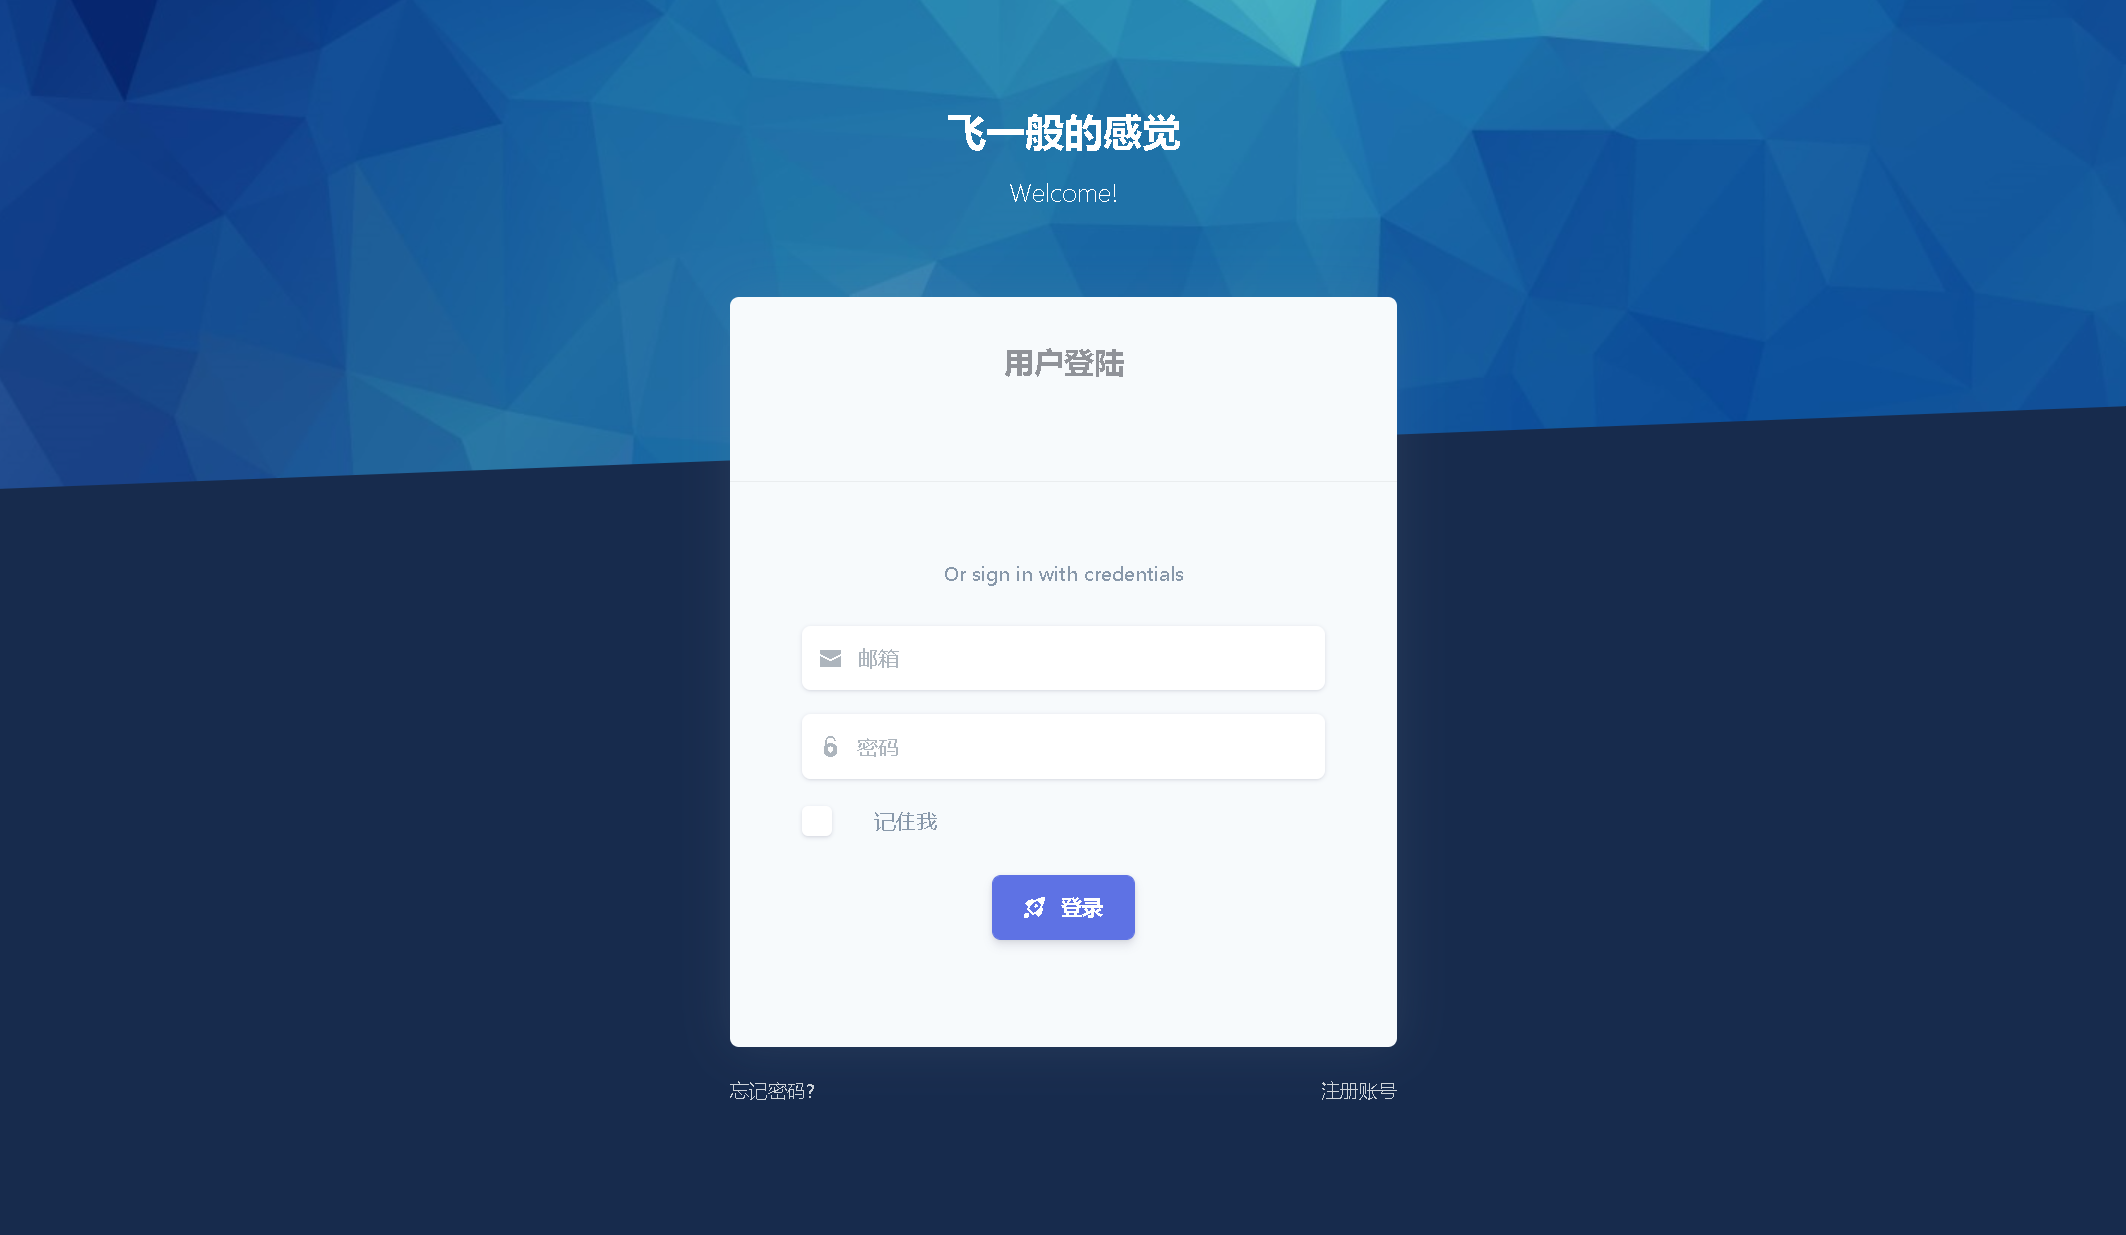 飞一般的感觉
Welcome!
用户登陆
Or sign in with credentials
邮箱
密码
记住我
登录
忘记密码?
注册账号